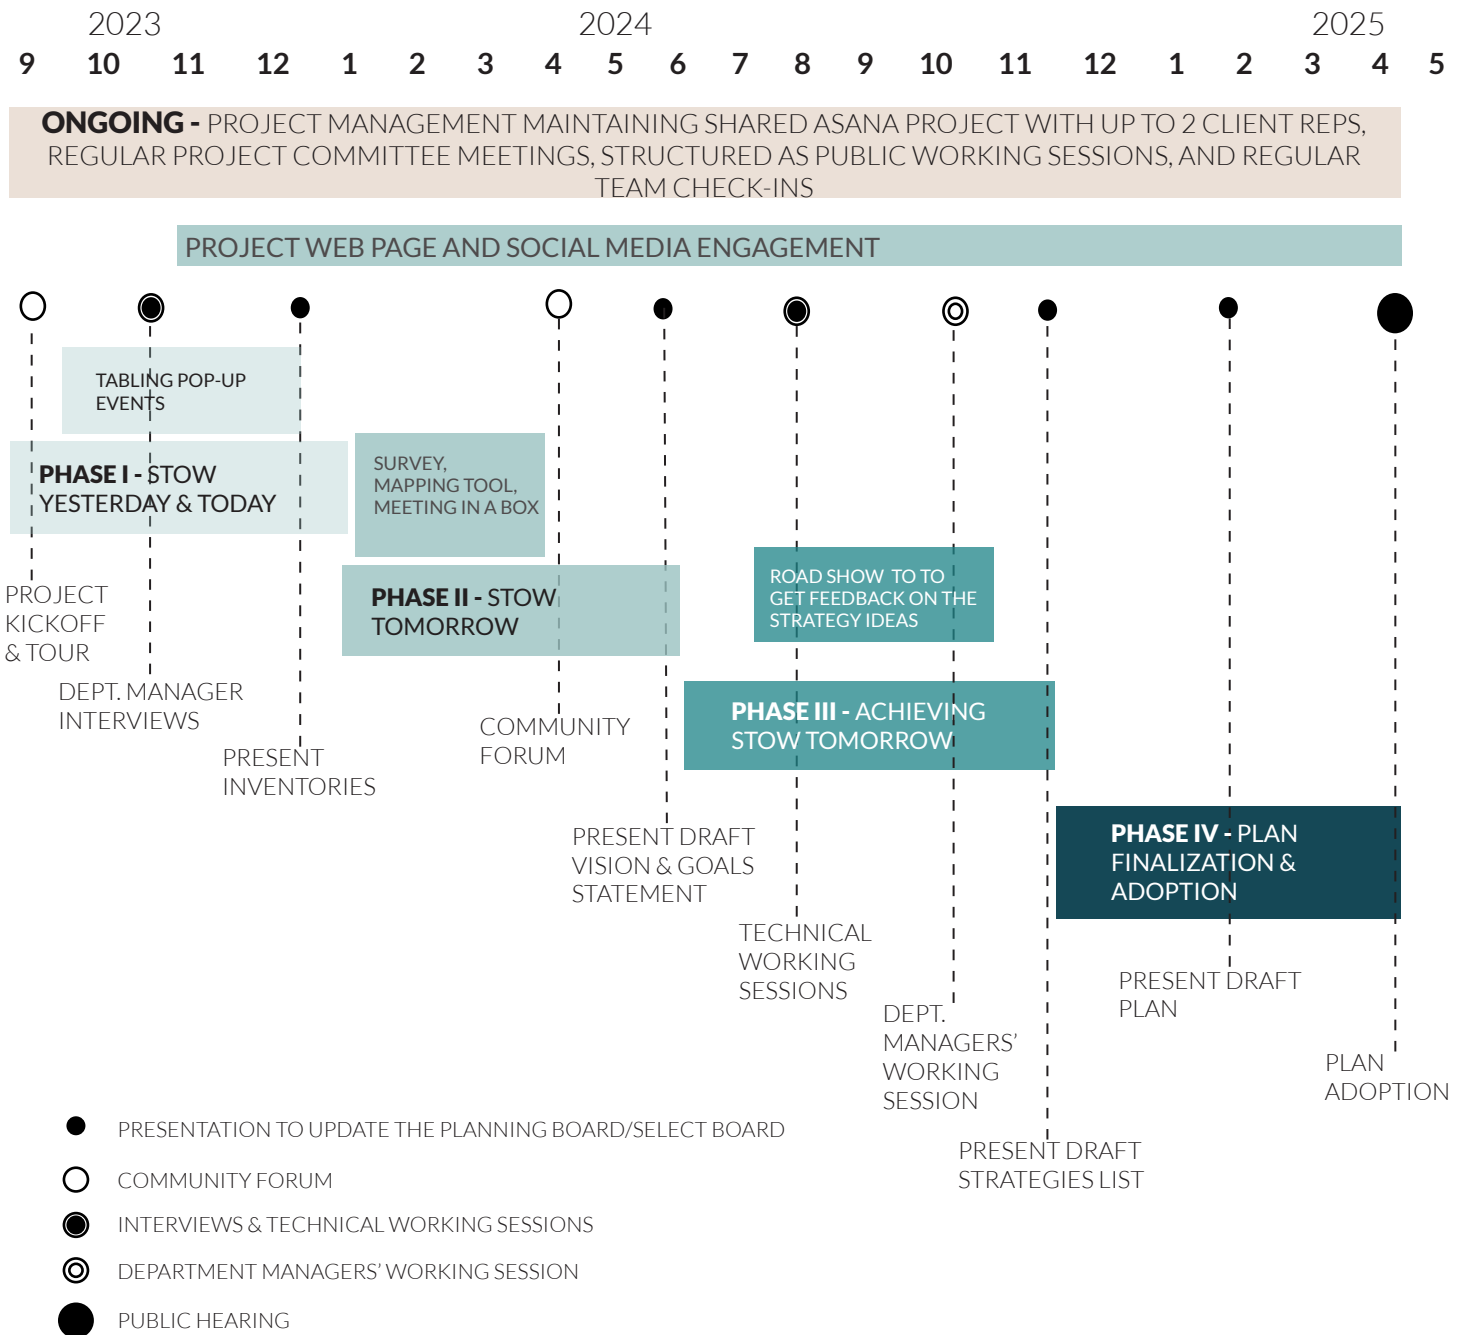 2023 2024 2025
9 10 11 12 1 2 3 4 5 6 7 8 9 10 11 12 1 2 3 4 5
ONGOING - PROJECT MANAGEMENT MAINTAINING SHARED ASANA PROJECT WITH UP TO 2 CLIENT REPS,
REGULAR PROJECT COMMITTEE MEETINGS, STRUCTURED AS PUBLIC WORKING SESSIONS, AND REGULAR
TEAM CHECK-INS
PROJECT WEB PAGE AND SOCIAL MEDIA ENGAGEMENT
TABLING POP-UP
EVENTS
PHASE I - STOW
YESTERDAY & TODAY
SURVEY,
MAPPING TOOL,
MEETING IN A BOX
PHASE II - STOW
TOMORROW
ROAD SHOW TO TO
GET FEEDBACK ON THE
STRATEGY IDEAS
PHASE III - ACHIEVING
STOW TOMORROW
PHASE IV - PLAN
FINALIZATION &
ADOPTION
PROJECT
KICKOFF
& TOUR
DEPT. MANAGER
INTERVIEWS
PRESENT
INVENTORIES
COMMUNITY
FORUM
PRESENT DRAFT
VISION & GOALS
STATEMENT
TECHNICAL
WORKING
SESSIONS
DEPT.
MANAGERS'
WORKING
SESSION
PRESENT DRAFT
STRATEGIES LIST
PRESENT DRAFT
PLAN
PLAN
ADOPTION
PRESENTATION TO UPDATE THE PLANNING BOARD/SELECT BOARD
COMMUNITY FORUM
INTERVIEWS & TECHNICAL WORKING SESSIONS
DEPARTMENT MANAGERS' WORKING SESSION
PUBLIC HEARING